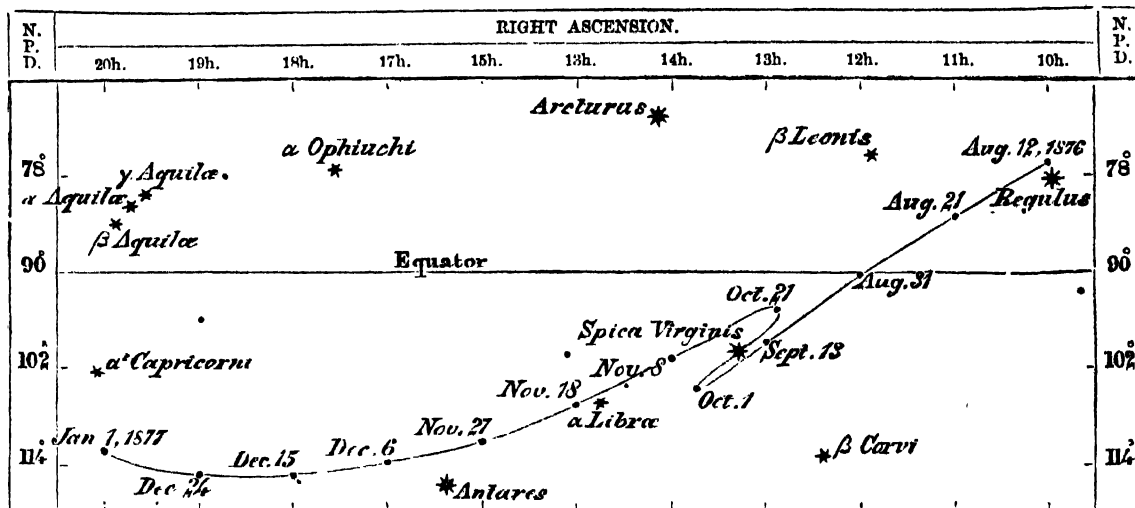 N. P. D.
RIGHT ASCENSION.
N. P. D.
20h. 19h. 18h. 17h. 15h. 13h. 14h. 13h. 12h. 11h. 10h.
Arcturus
β Leonis
Aug. 12, 1876
α Ophiuchi
78°
γ Aquilæ
78°
α Aquilæ
Aug. 21
Regulus
β Aquilæ
90°
Equator
90°
Aug. 31
Oct. 21
Spica Virginis
Sept. 13
102°
α² Capricorni
Nov. 8
102°
Nov. 18
Oct. 1
α Libræ
Jan 1, 1877
Nov. 27
Dec. 6
114°
Dec. 15
β Corvi
114°
Dec. 24
Antares